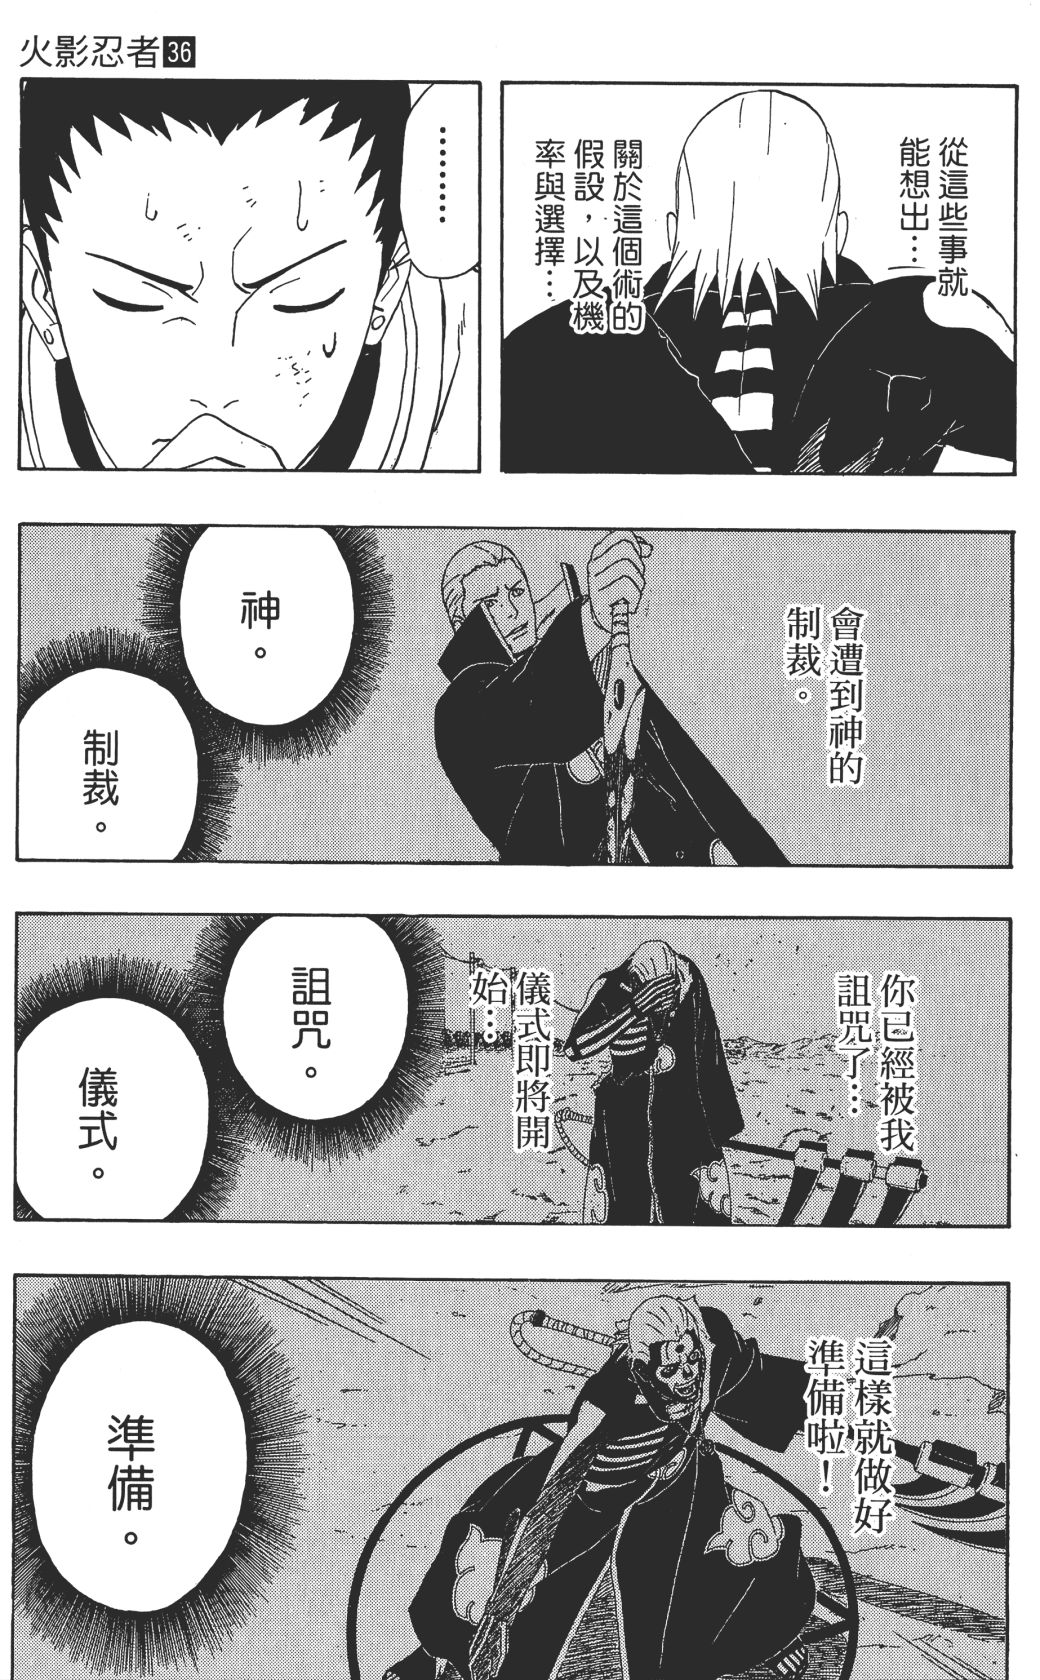 火影忍者36
從這些事就
能想出…
關於這個術的
假設，以及機
率與選擇…
………
會遭到神的
制裁。
神。
制裁。
你已經被我
詛咒了…
儀式即將開
始…
詛咒。
儀式。
這樣就做好
準備啦！
準備。